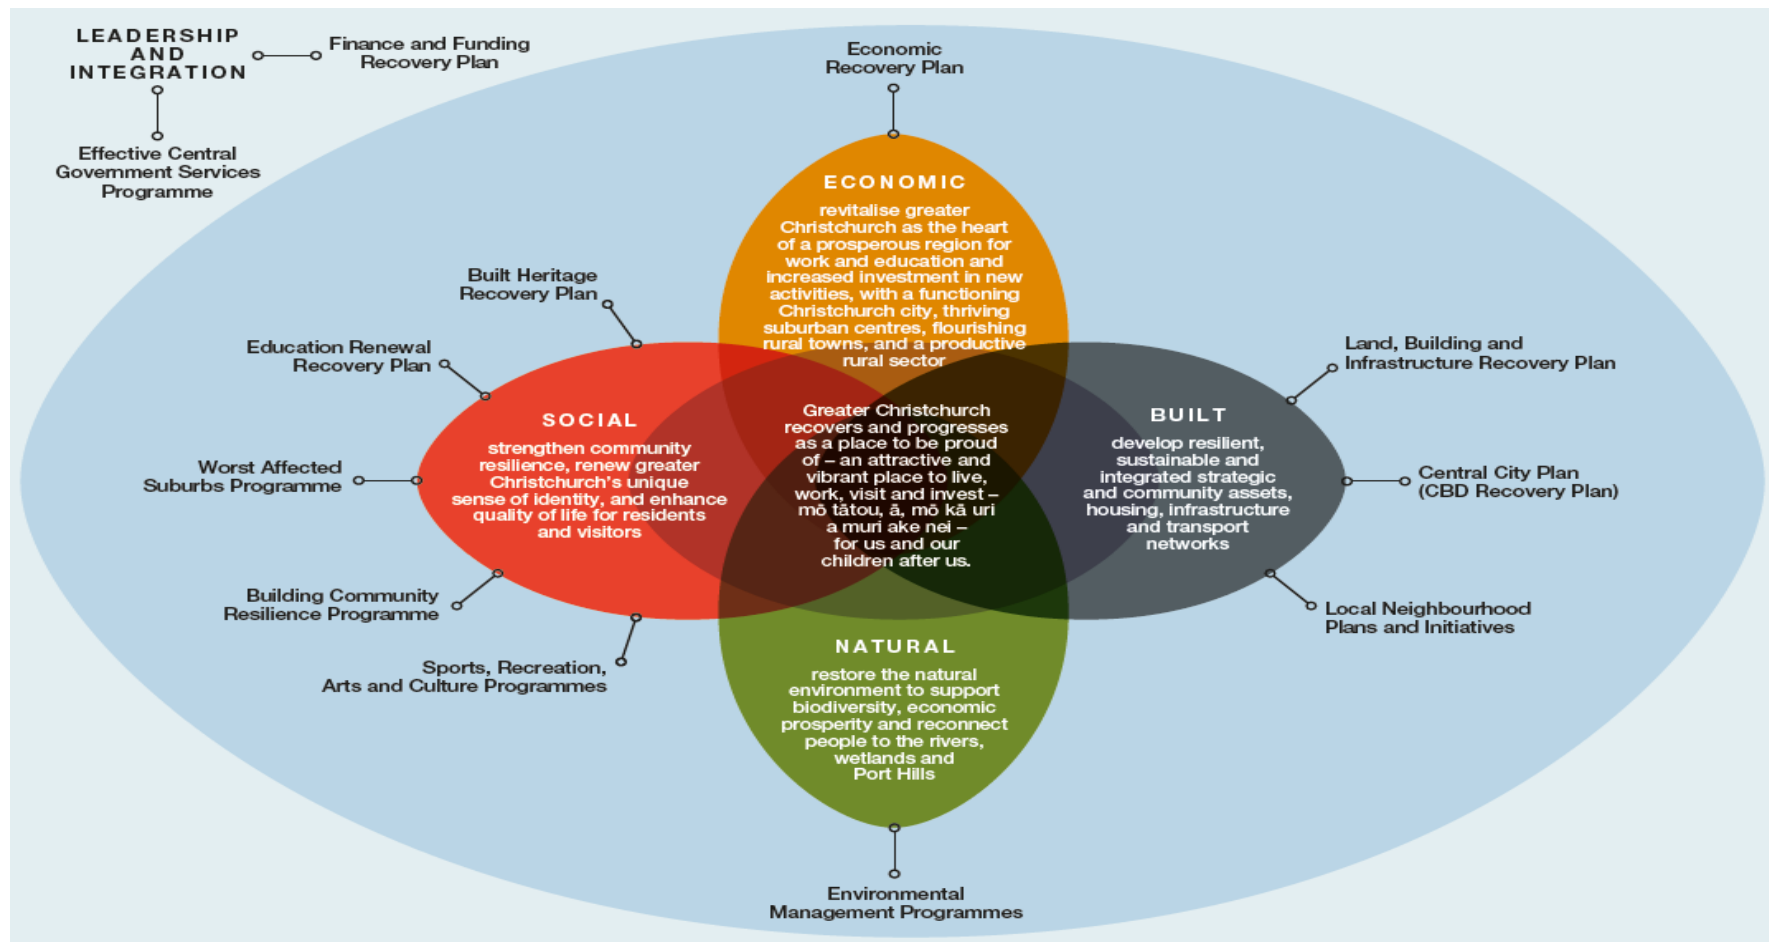 LEADERSHIP
AND
INTEGRATION
Finance and Funding
Recovery Plan
Effective Central
Government Services
Programme
Economic
Recovery Plan
ECONOMIC
revitalise greater
Christchurch as the heart
of a prosperous region for
work and education and
increased investment in new
activities, with a functioning
Christchurch city, thriving
suburban centres, flourishing
rural towns, and a productive
rural sector
Built Heritage
Recovery Plan
Education Renewal
Recovery Plan
Worst Affected
Suburbs Programme
Building Community
Resilience Programme
Sports, Recreation,
Arts and Culture Programmes
SOCIAL
strengthen community
resilience, renew greater
Christchurch's unique
sense of identity, and enhance
quality of life for residents
and visitors
Greater Christchurch
recovers and progresses
as a place to be proud
of – an attractive and
vibrant place to live,
work, visit and invest –
mō tātou, ā, mō kā uri
a muri ake nei –
for us and our
children after us.
BUILT
develop resilient,
sustainable and
integrated strategic
and community assets,
housing, infrastructure
and transport
networks
Land, Building and
Infrastructure Recovery Plan
Central City Plan
(CBD Recovery Plan)
Local Neighbourhood
Plans and Initiatives
NATURAL
restore the natural
environment to support
biodiversity, economic
prosperity and reconnect
people to the rivers,
wetlands and
Port Hills
Environmental
Management Programmes